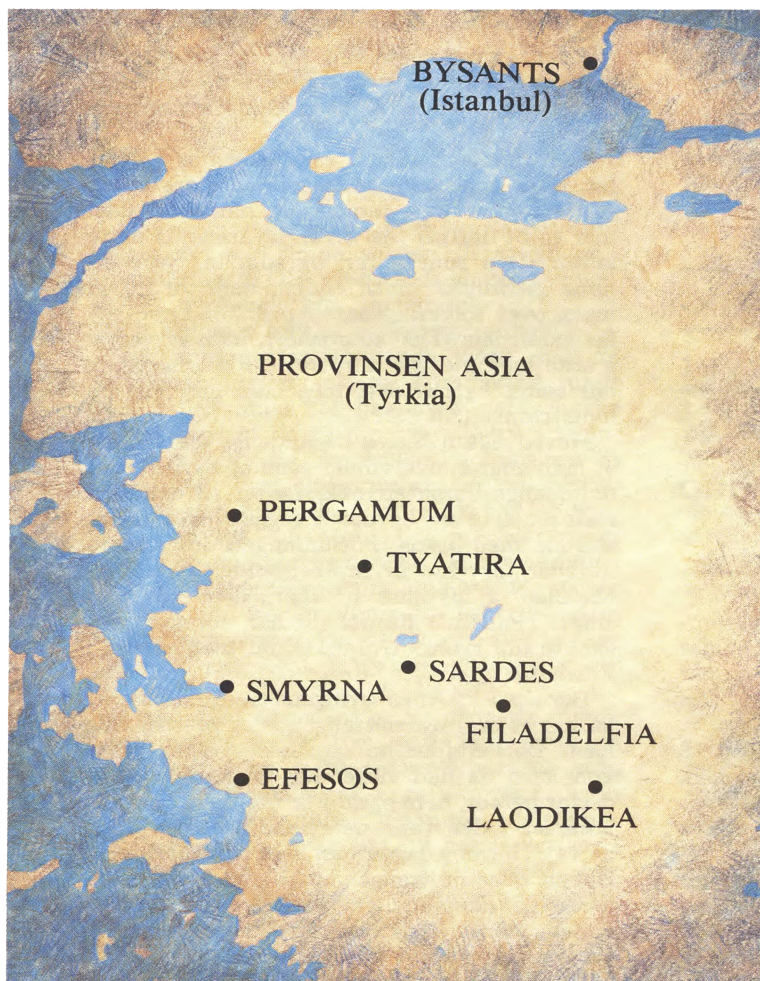 BYSANTS
(Istanbul)
PROVINSEN ASIA
(Tyrkia)
PERGAMUM
TYATIRA
SARDES
SMYRNA
FILADELFIA
EFESOS
LAODIKEA